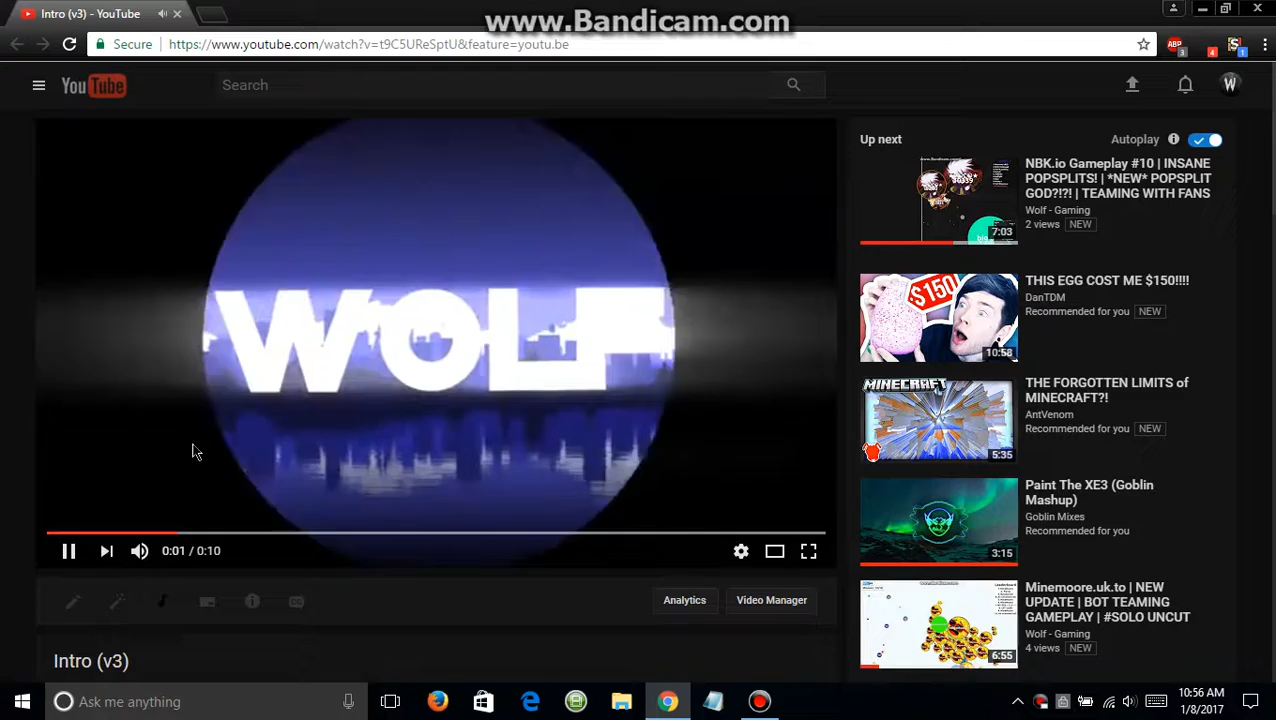 Intro (v3) - YouTube
www.Bandicam.com
Secure
https://www.youtube.com/watch?v=t9C5UReSptU&feature=youtu.be
ABP
3
4
1
YouTube
Search
W
WOLF
0:01 / 0:10
Analytics
Video Manager
Intro (v3)
Up next
Autoplay
7:03
NBK.io Gameplay #10 | INSANE
POPSPLITS! | *NEW* POPSPLIT
GOD?!?! | TEAMING WITH FANS
Wolf - Gaming
2 views NEW
$150
10:58
THIS EGG COST ME $150!!!!
DanTDM
Recommended for you NEW
MINECRAFT
5:35
THE FORGOTTEN LIMITS of
MINECRAFT?!
AntVenom
Recommended for you NEW
3:15
Paint The XE3 (Goblin
Mashup)
Goblin Mixes
Recommended for you
6:55
Minemoore.uk.to | NEW
UPDATE | BOT TEAMING
GAMEPLAY | #SOLO UNCUT
Wolf - Gaming
4 views NEW
Ask me anything
10:56 AM
1/8/2017